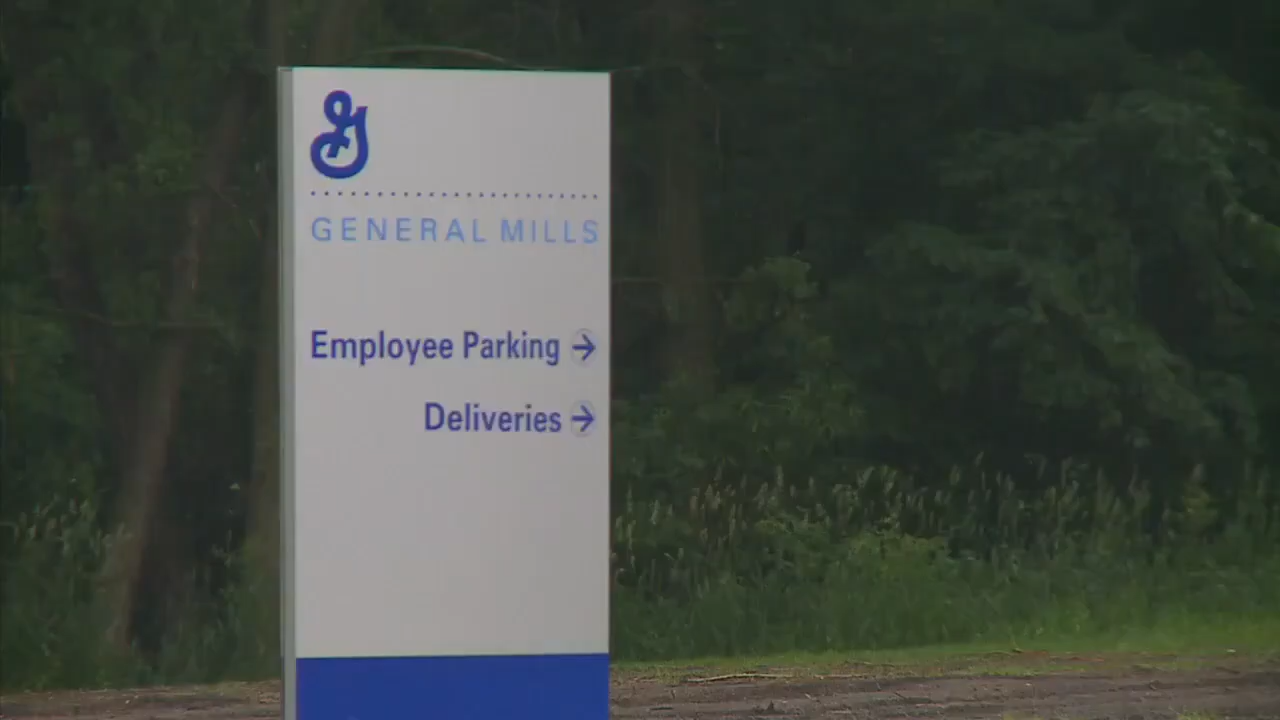 G
GENERAL MILLS
Employee Parking →
Deliveries →